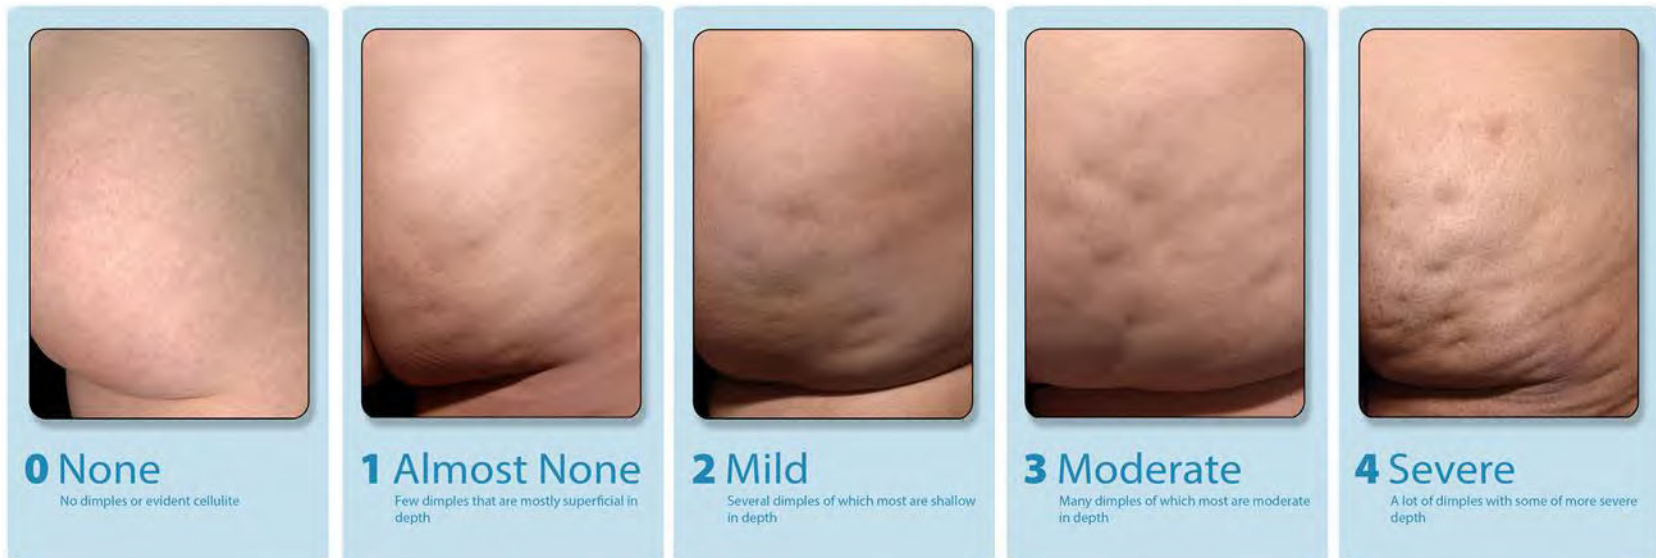 0 None
No dimples or evident cellulite
1 Almost None
Few dimples that are mostly superficial in
depth
2 Mild
Several dimples of which most are shallow
in depth
3 Moderate
Many dimples of which most are moderate
in depth
4 Severe
A lot of dimples with some of more severe
depth